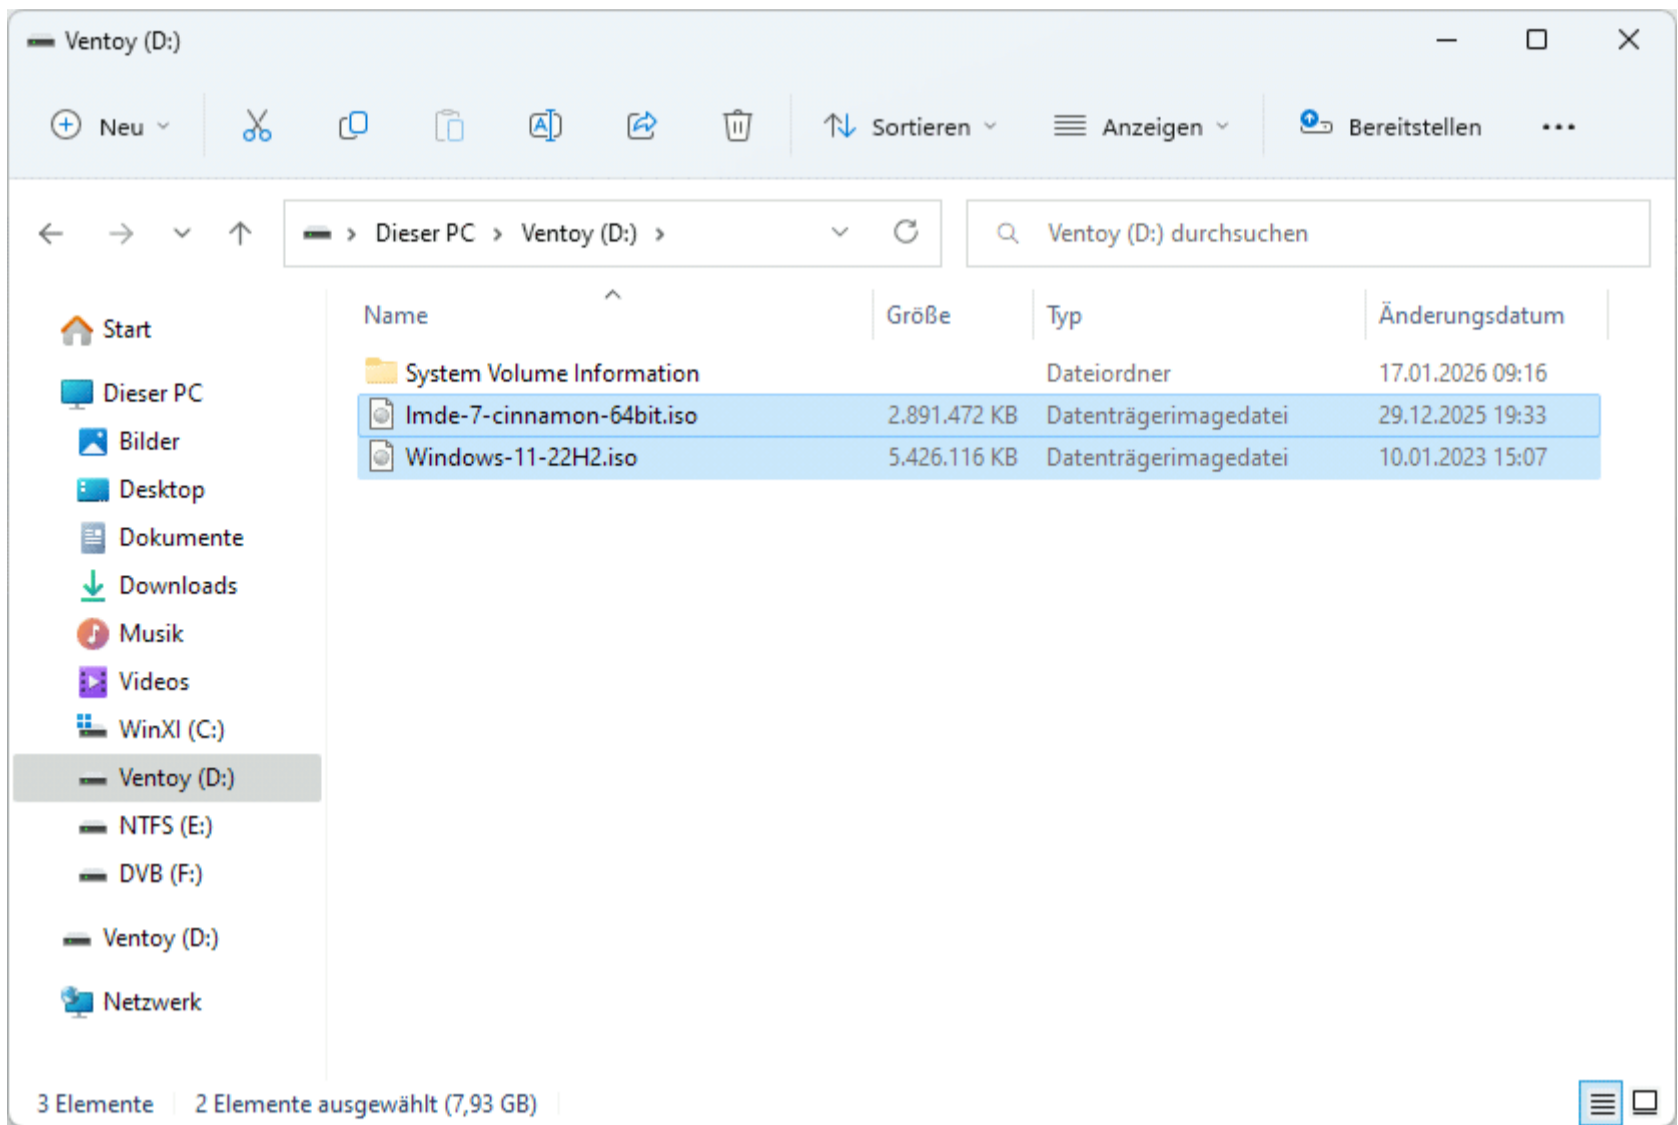 Ventoy (D:)
Neu Sortieren Anzeigen Bereitstellen
Dieser PC Ventoy (D:) Ventoy (D:) durchsuchen
Start
Dieser PC
Bilder
Desktop
Dokumente
Downloads
Musik
Videos
WinXI (C:)
Ventoy (D:)
NTFS (E:)
DVB (F:)
Ventoy (D:)
Netzwerk
Name Größe Typ Änderungsdatum
System Volume Information Dateiordner 17.01.2026 09:16
lmde-7-cinnamon-64bit.iso 2.891.472 KB Datenträgerimagedatei 29.12.2025 19:33
Windows-11-22H2.iso 5.426.116 KB Datenträgerimagedatei 10.01.2023 15:07
3 Elemente 2 Elemente ausgewählt (7,93 GB)